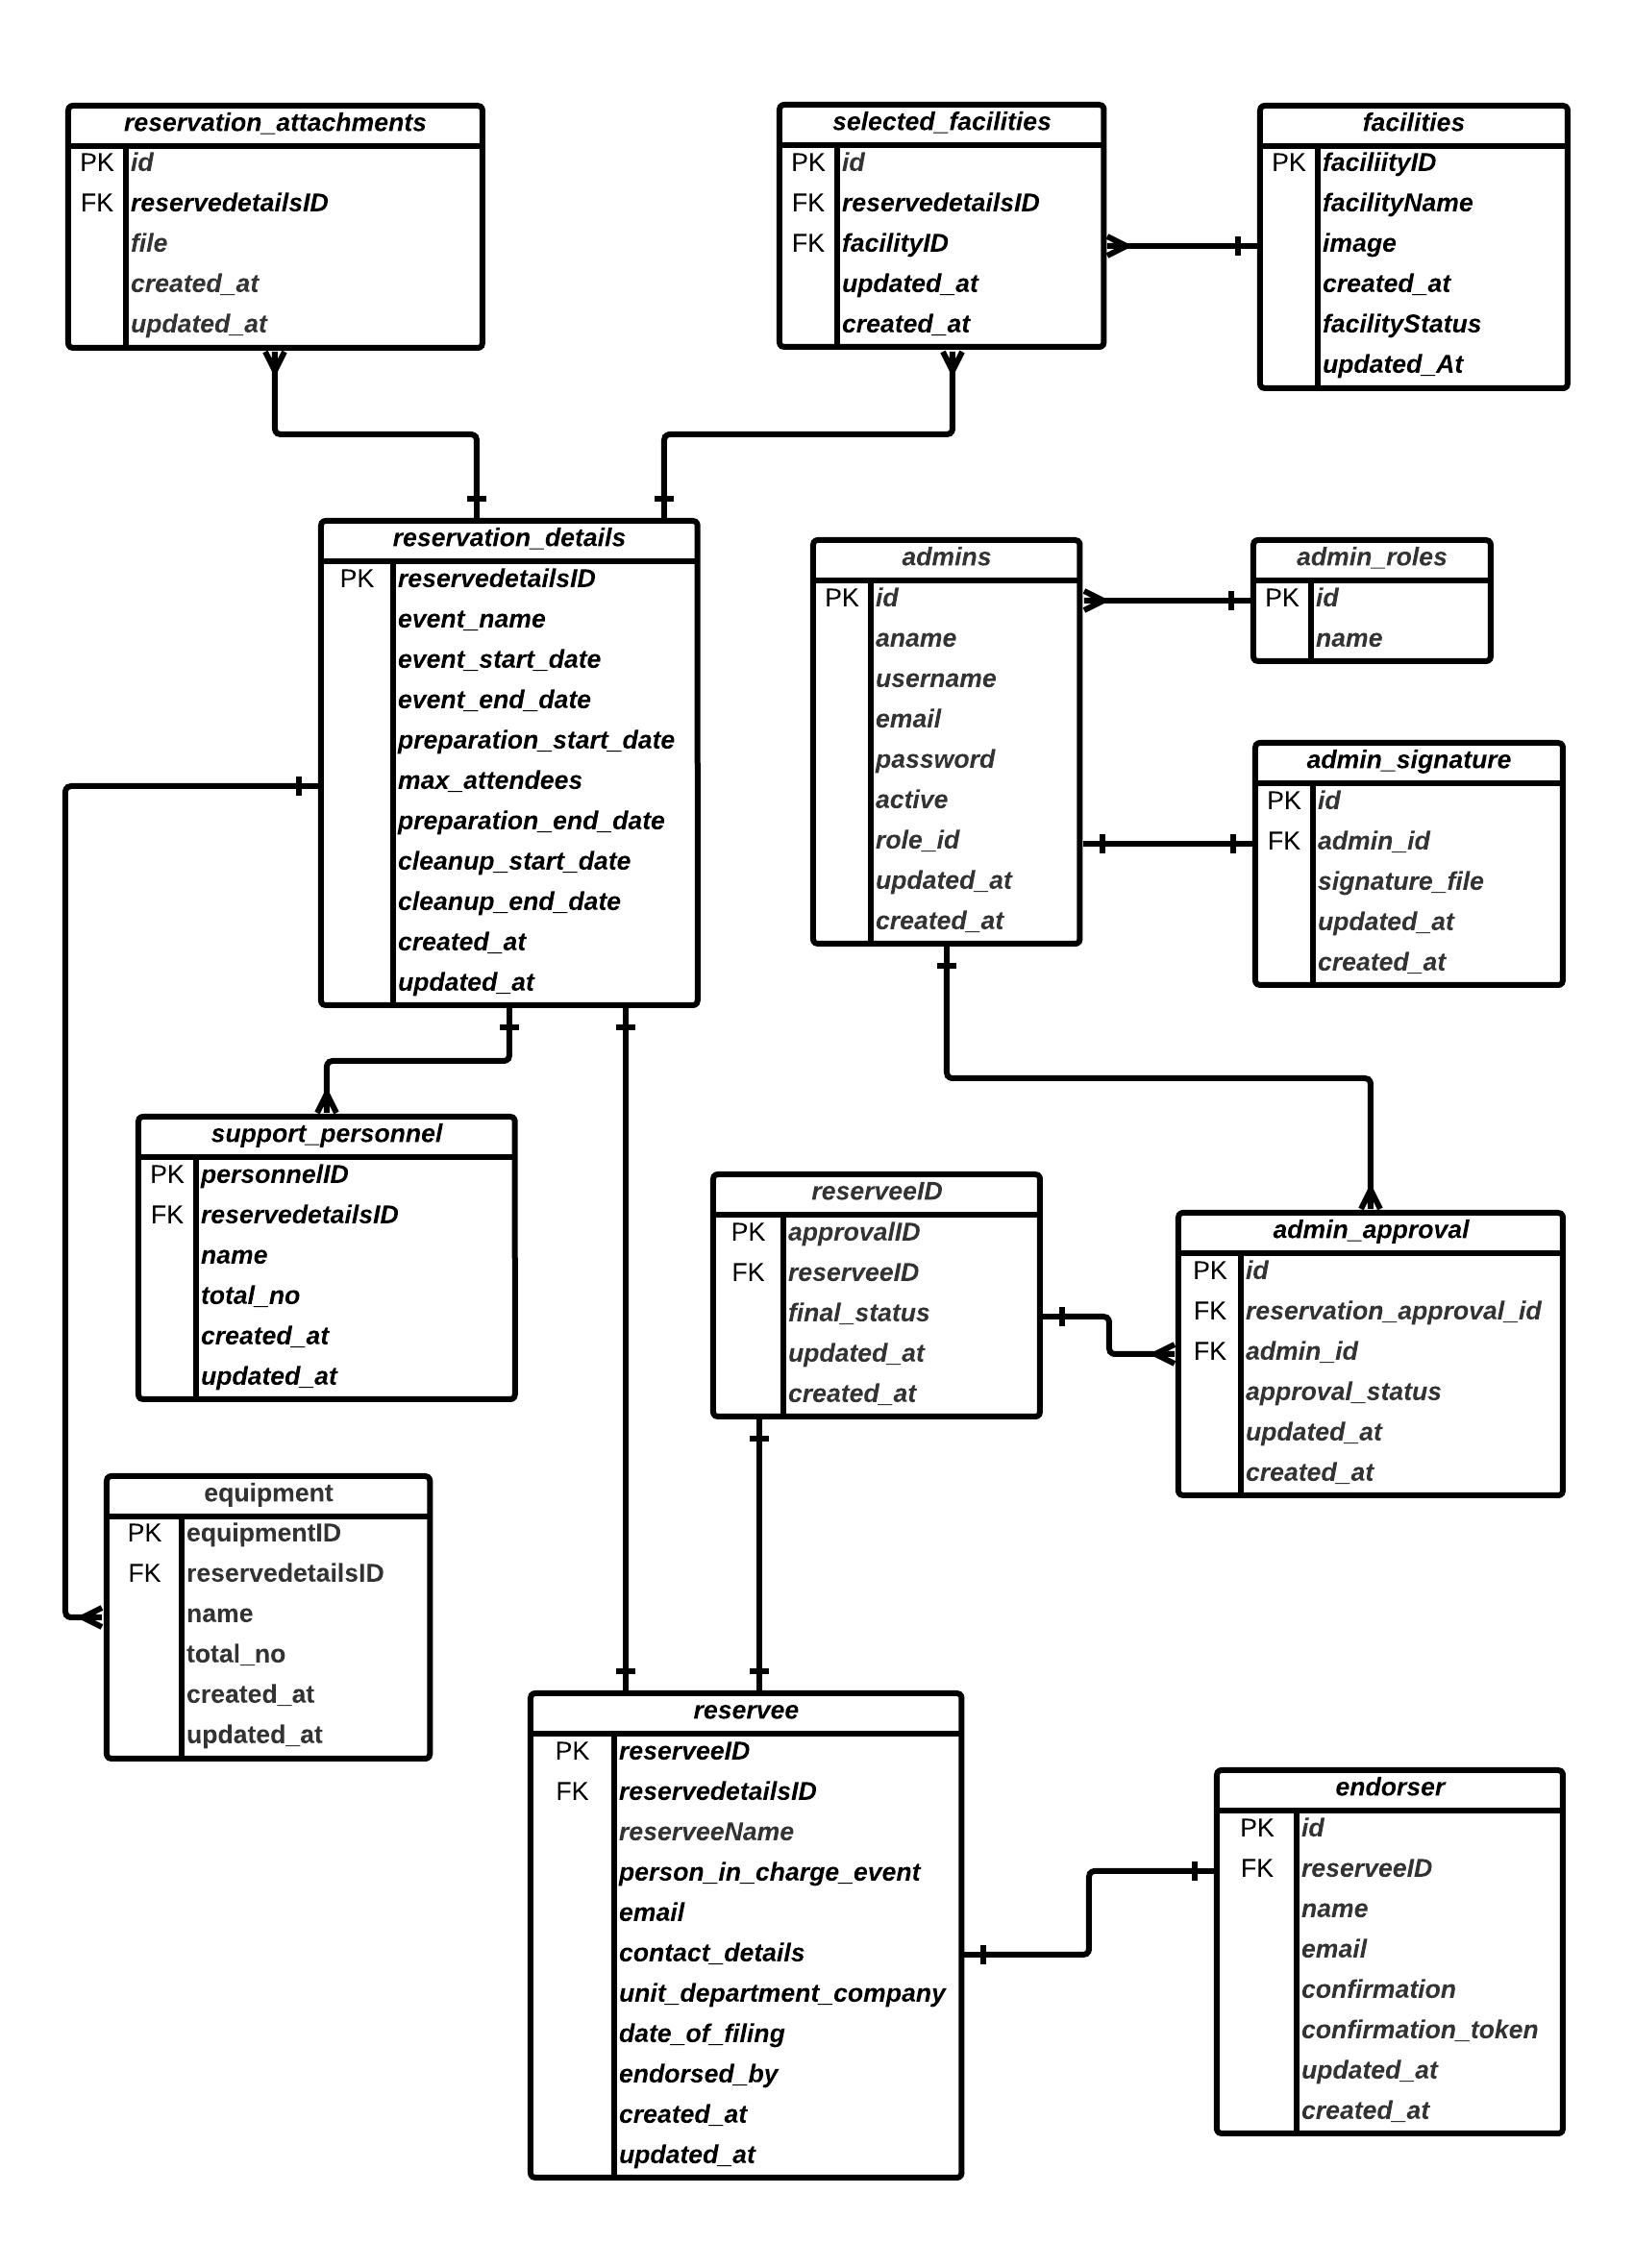 reservation_attachments
PK id
FK reservedetailsID
file
created_at
updated_at
selected_facilities
PK id
FK reservedetailsID
FK facilityID
updated_at
created_at
facilities
PK faciliityID
facilityName
image
created_at
facilityStatus
updated_At
reservation_details
PK reservedetailsID
event_name
event_start_date
event_end_date
preparation_start_date
max_attendees
preparation_end_date
cleanup_start_date
cleanup_end_date
created_at
updated_at
admins
PK id
aname
username
email
password
active
role_id
updated_at
created_at
admin_roles
PK id
name
admin_signature
PK id
FK admin_id
signature_file
updated_at
created_at
support_personnel
PK personnelID
FK reservedetailsID
name
total_no
created_at
updated_at
reserveeID
PK approvalID
FK reserveeID
final_status
updated_at
created_at
admin_approval
PK id
FK reservation_approval_id
FK admin_id
approval_status
updated_at
created_at
equipment
PK equipmentID
FK reservedetailsID
name
total_no
created_at
updated_at
reservee
PK reserveeID
FK reservedetailsID
reserveeName
person_in_charge_event
email
contact_details
unit_department_company
date_of_filing
endorsed_by
created_at
updated_at
endorser
PK id
FK reserveeID
name
email
confirmation
confirmation_token
updated_at
created_at